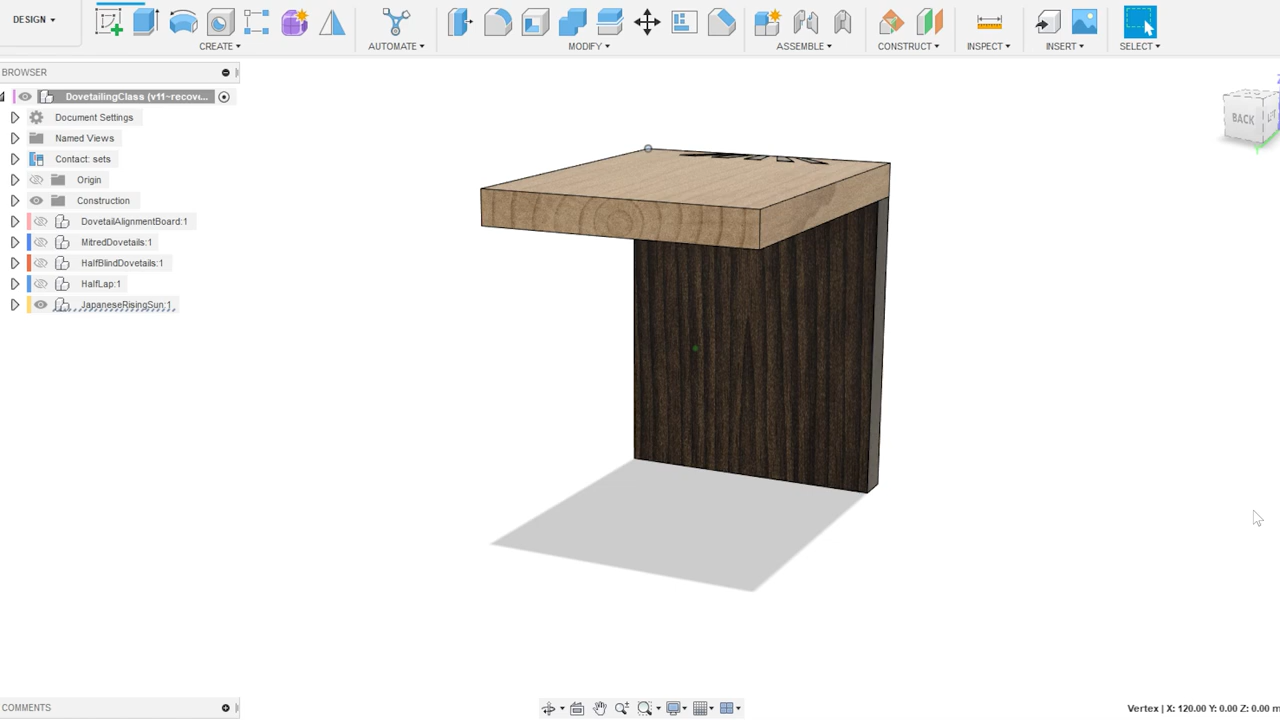 DESIGN
CREATE
AUTOMATE
MODIFY
ASSEMBLE
CONSTRUCT
INSPECT
INSERT
SELECT
BROWSER
DovetailingClass (v11~recov...
Document Settings
Named Views
Contact: sets
Origin
Construction
DovetailAlignmentBoard:1
MitredDovetails:1
HalfBlindDovetails:1
HalfLap:1
JapaneseRisingSun:1
BACK
COMMENTS
Vertex | X: 120.00 Y: 0.00 Z: 0.00 m